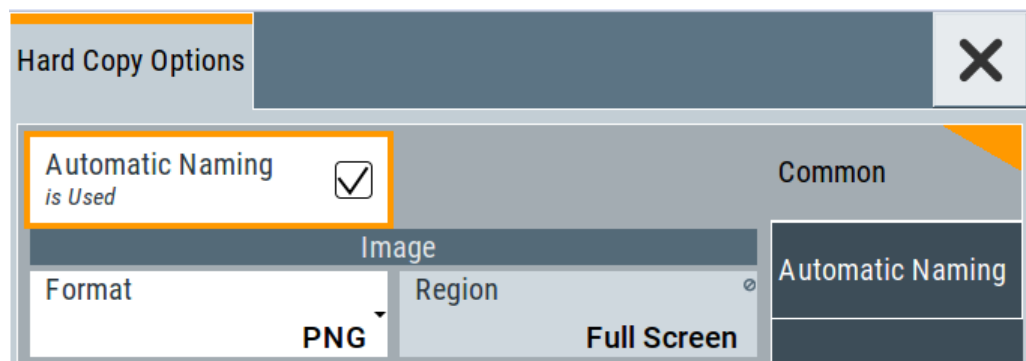 Hard Copy Options
Automatic Naming
is Used
Common
Image
Automatic Naming
Format
Region
PNG
Full Screen